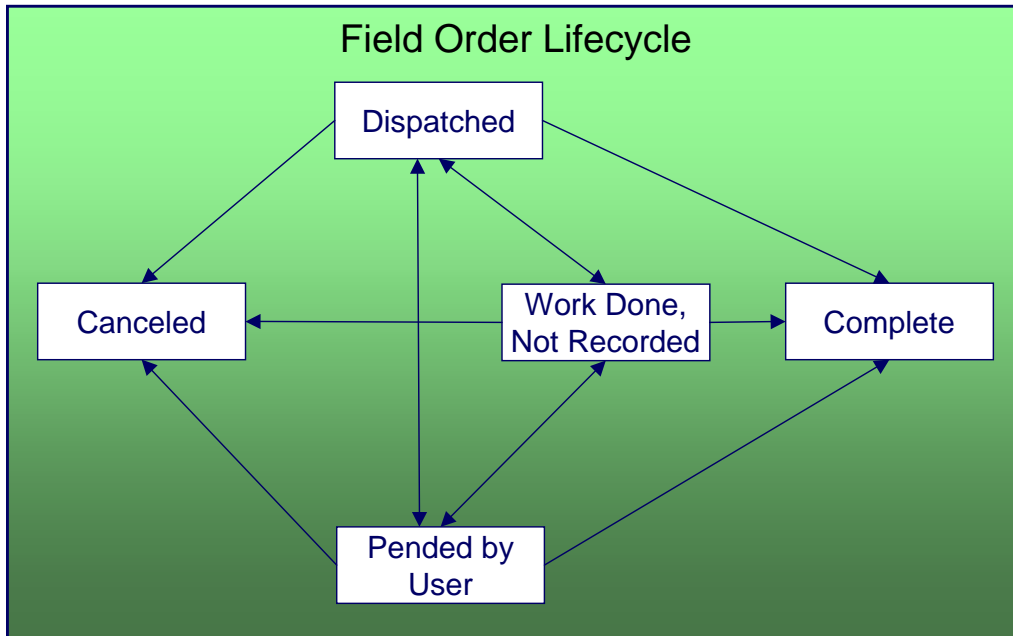 Field Order Lifecycle
Dispatched
Canceled
Work Done,
Not Recorded
Complete
Pended by
User